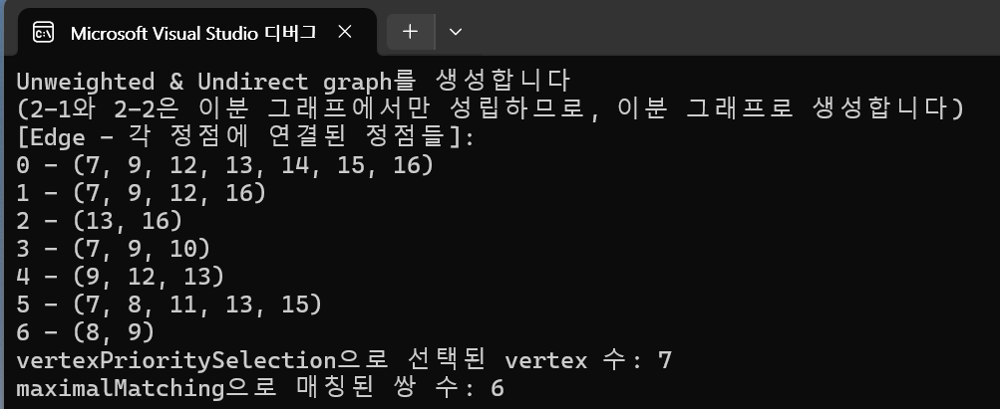 Microsoft Visual Studio 디버그
Unweighted & Undirect graph를 생성합니다
(2-1와 2-2은 이분 그래프에서만 성립하므로, 이분 그래프로 생성합니다)
[Edge - 각 정점에 연결된 정점들]:
0 - (7, 9, 12, 13, 14, 15, 16)
1 - (7, 9, 12, 16)
2 - (13, 16)
3 - (7, 9, 10)
4 - (9, 12, 13)
5 - (7, 8, 11, 13, 15)
6 - (8, 9)
vertexPrioritySelection으로 선택된 vertex 수: 7
maximalMatching으로 매칭된 쌍 수: 6